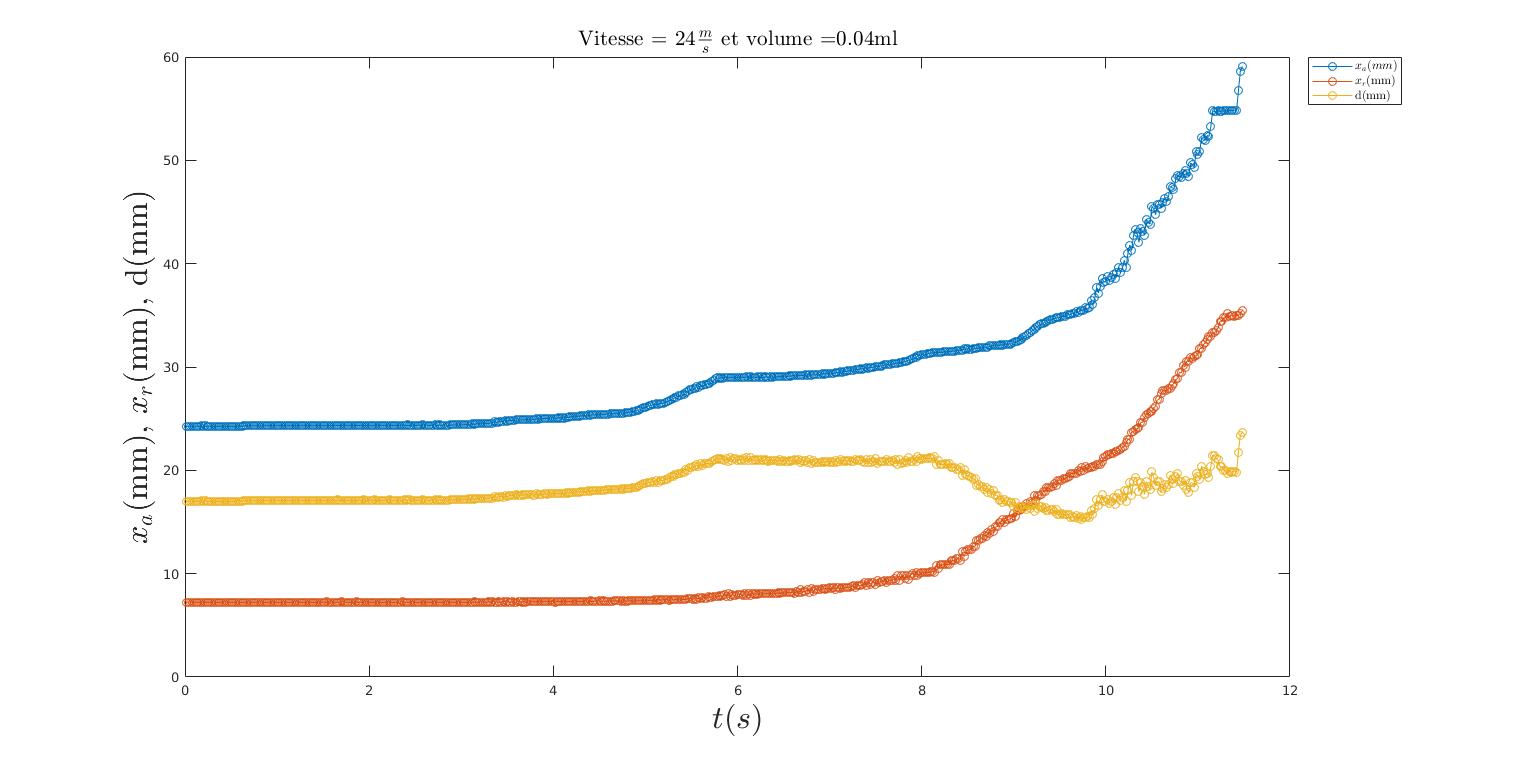 Vitesse = 24 m/s et volume =0.04ml
x_a(mm)
x_r(mm)
d(mm)
x_a(mm), x_r(mm), d(mm)
60
50
40
30
20
10
0
0 2 4 6 8 10 12
t(s)